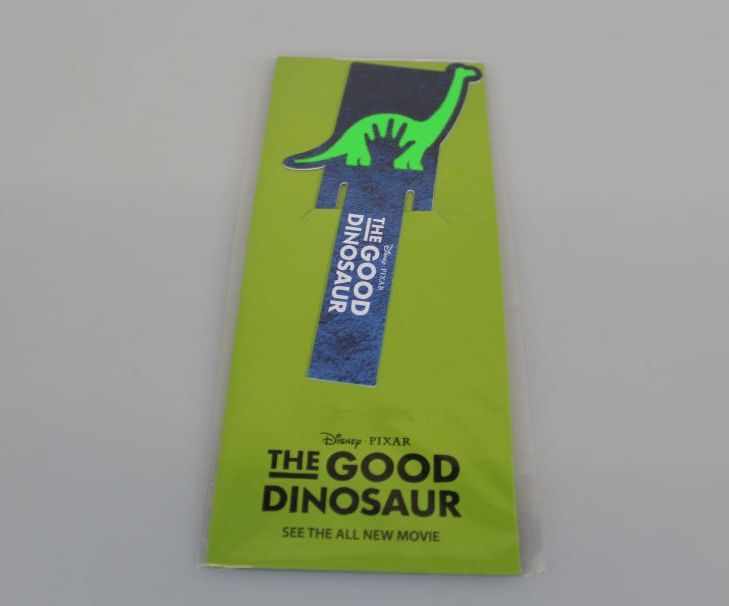 Disney · PIXAR
THE GOOD
DINOSAUR
Disney · PIXAR
THE GOOD
DINOSAUR
SEE THE ALL NEW MOVIE